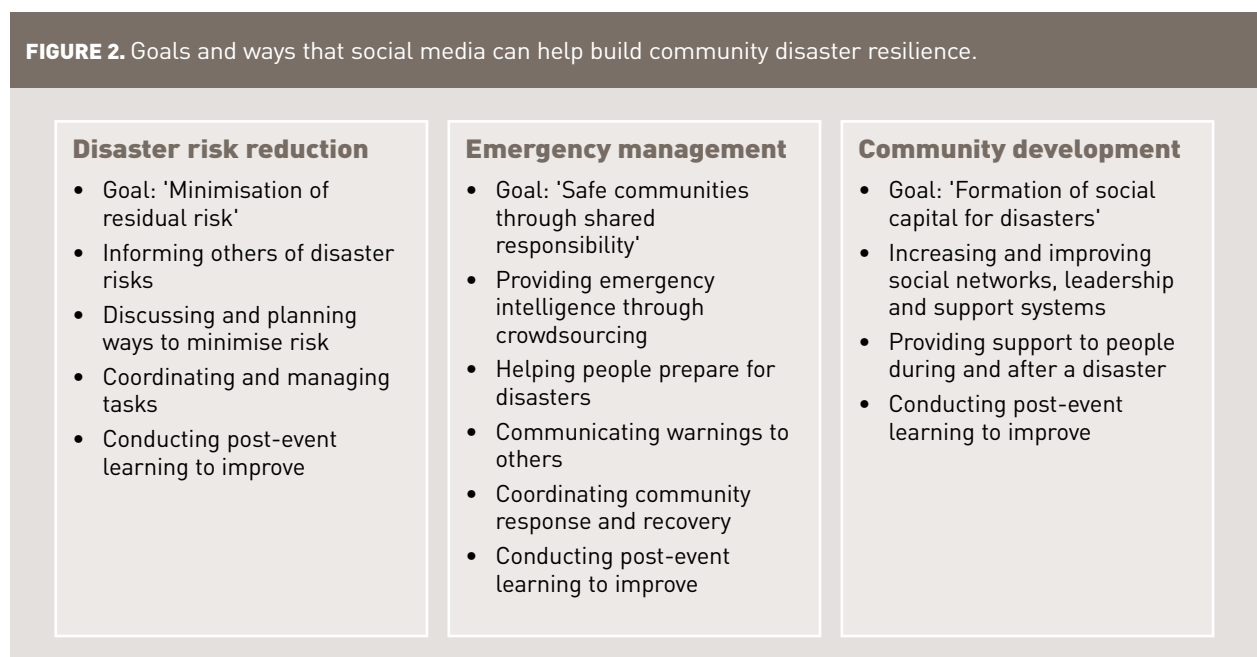 FIGURE 2. Goals and ways that social media can help build community disaster resilience.
Disaster risk reduction
• Goal: 'Minimisation of
residual risk'
• Informing others of disaster
risks
• Discussing and planning
ways to minimise risk
• Coordinating and managing
tasks
• Conducting post-event
learning to improve
Emergency management
• Goal: 'Safe communities
through shared
responsibility'
• Providing emergency
intelligence through
crowdsourcing
• Helping people prepare for
disasters
• Communicating warnings to
others
• Coordinating community
response and recovery
• Conducting post-event
learning to improve
Community development
• Goal: 'Formation of social
capital for disasters'
• Increasing and improving
social networks, leadership
and support systems
• Providing support to people
during and after a disaster
• Conducting post-event
learning to improve